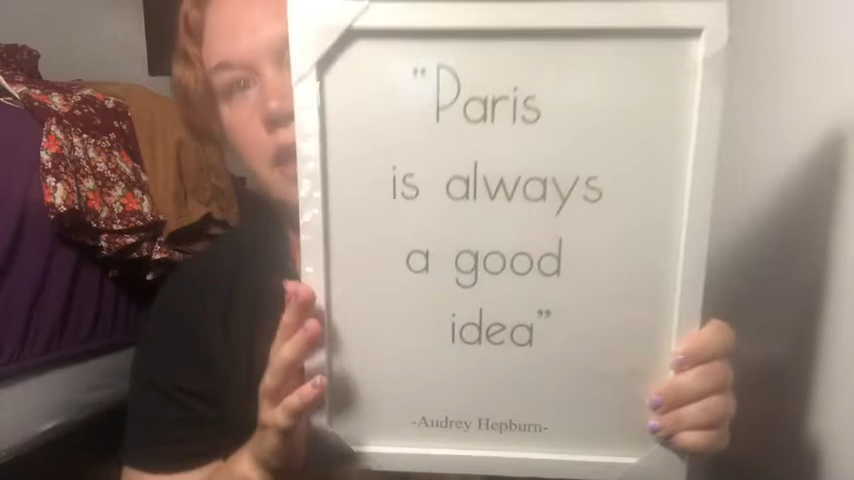 "Paris
is always
a good
idea”
-Audrey Hepburn-